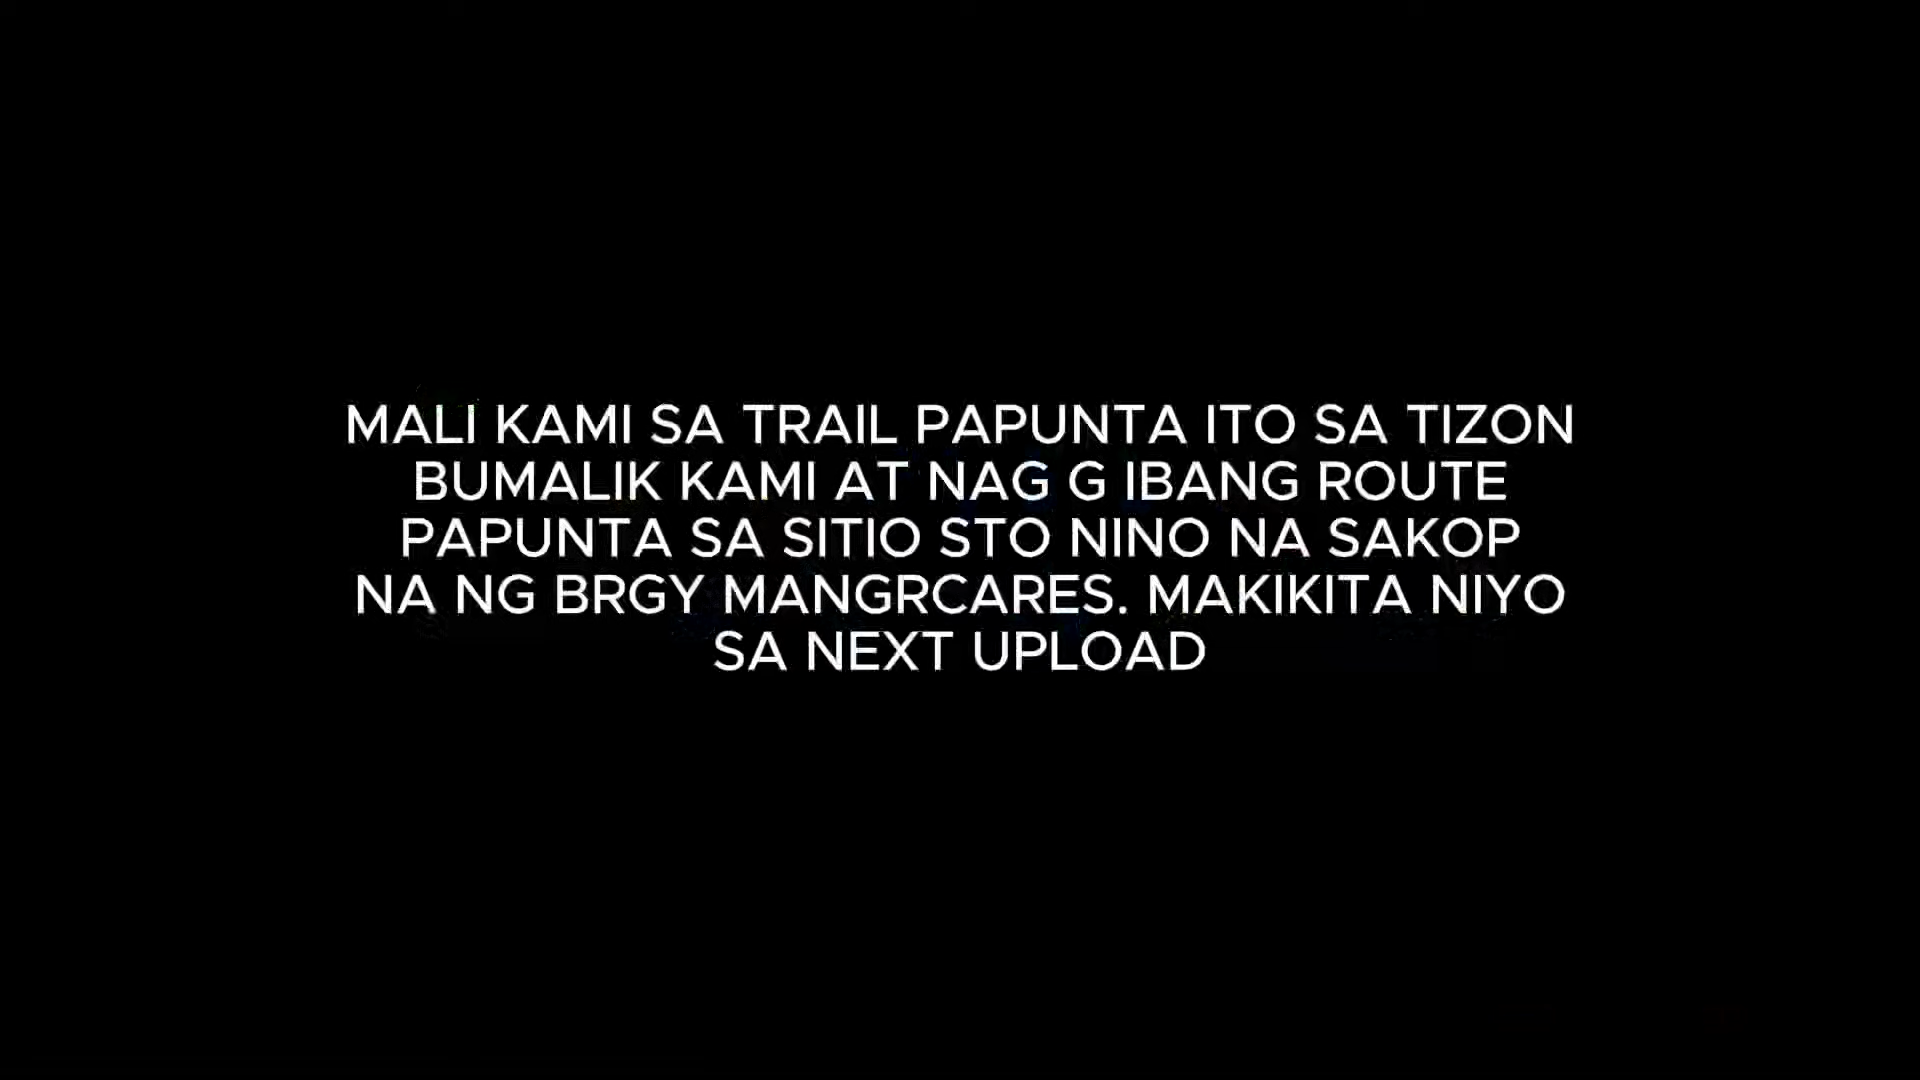 MALI KAMI SA TRAIL PAPUNTA ITO SA TIZON
BUMALIK KAMI AT NAG G IBANG ROUTE
PAPUNTA SA SITIO STO NINO NA SAKOP
NA NG BRGY MANGRCARES. MAKIKITA NIYO
SA NEXT UPLOAD